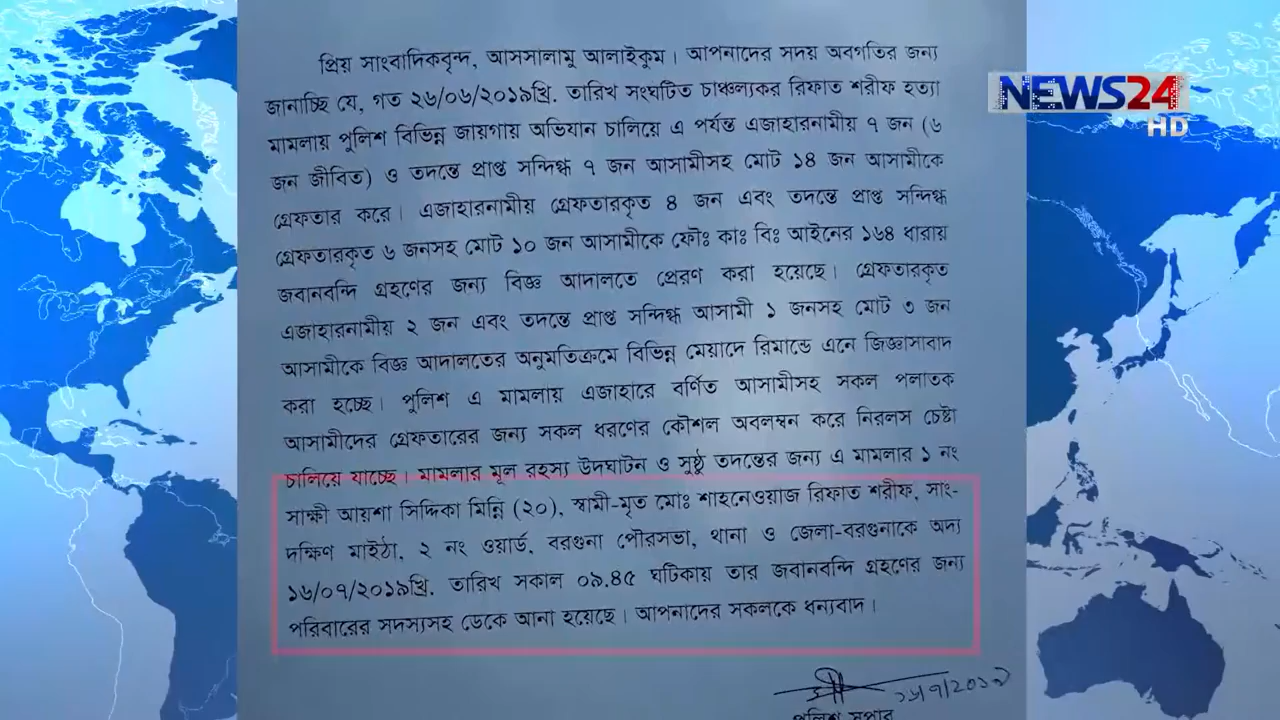 প্রিয় সাংবাদিকবৃন্দ, আসসালামু আলাইকুম। আপনাদের সদয় অবগতির জন্য
জানাচ্ছি যে, গত ২৬/০৬/২০১৯খ্রি. তারিখ সংঘটিত চাঞ্চল্যকর রিফাত শরীফ হত্যা
NEWS24
HD
মামলায় পুলিশ বিভিন্ন জায়গায় অভিযান চালিয়ে এ পর্যন্ত এজাহারনামীয় ৭ জন (৬
জন জীবিত) ও তদন্তে প্রাপ্ত সন্দিগ্ধ ৭ জন আসামীসহ মোট ১৪ জন আসামীকে
গ্রেফতার করে। এজাহারনামীয় গ্রেফতারকৃত ৪ জন এবং তদন্তে প্রাপ্ত সন্দিগ্ধ
গ্রেফতারকৃত ৬ জনসহ মোট ১০ জন আসামীকে ফৌঃ কাঃ বিঃ আইনের ১৬৪ ধারায়
জবানবন্দি গ্রহণের জন্য বিজ্ঞ আদালতে প্রেরণ করা হয়েছে। গ্রেফতারকৃত
এজাহারনামীয় ২ জন এবং তদন্তে প্রাপ্ত সন্দিগ্ধ আসামী ১ জনসহ মোট ৩ জন
আসামীকে বিজ্ঞ আদালতের অনুমতিক্রমে বিভিন্ন মেয়াদে রিমান্ডে এনে জিজ্ঞাসাবাদ
করা হচ্ছে। পুলিশ এ মামলায় এজাহারে বর্ণিত আসামীসহ সকল পলাতক
আসামীদের গ্রেফতারের জন্য সকল ধরণের কৌশল অবলম্বন করে নিরলস চেষ্টা
চালিয়ে যাচ্ছে। মামলার মূল রহস্য উদঘাটন ও সুষ্ঠু তদন্তের জন্য এ মামলার ১ নং
সাক্ষী আয়শা সিদ্দিকা মিন্নি (২০), স্বামী-মৃত মোঃ শাহনেওয়াজ রিফাত শরীফ, সাং-
দক্ষিণ মাইঠা, ২ নং ওয়ার্ড, বরগুনা পৌরসভা, থানা ও জেলা-বরগুনাকে অদ্য
১৬/০৭/২০১৯খ্রি. তারিখ সকাল ০৯.৪৫ ঘটিকায় তার জবানবন্দি গ্রহণের জন্য
পরিবারের সদস্যসহ ডেকে আনা হয়েছে। আপনাদের সকলকে ধন্যবাদ।
১৬/৭/২০১৯
পুলিশ সুপার